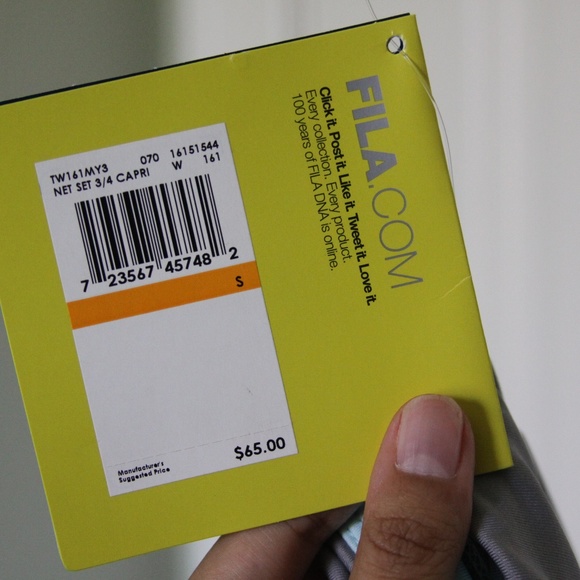 TW161MY3 070 16151544
NET SET 3/4 CAPRI W 161
7 23567 45748 2
S
$65.00
Manufacturer's
Suggested Price
FILA.COM
Click it. Post it. Like it. Tweet it. Love it.
Every collection. Every product.
100 years of FILA DNA is online.